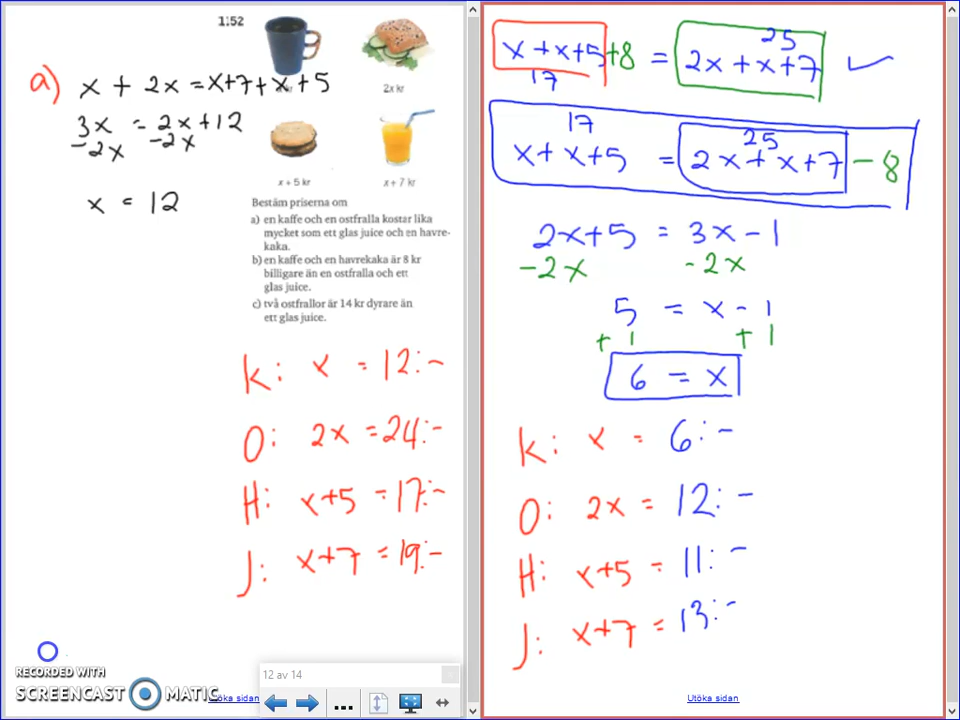 1152
a) x + 2x = x+7+x+5
2x kr
3x = 2x+12
-2x -2x
x + 5 kr
x + 7 kr
x = 12
Bestäm priserna om
a) en kaffe och en ostfralla kostar lika
mycket som ett glas juice och en havre-
kaka.
b) en kaffe och en havrekaka är 8 kr
billigare än en ostfralla och ett
glas juice.
c) två ostfrallor är 14 kr dyrare än
ett glas juice.
K: x = 12:-
O: 2x = 24:-
H: x+5 = 17:-
J: x+7 = 19:-
RECORDED WITH
SCREENCAST MATIC
12 av 14
Utöka sidan
25
x+x+5+8 = 2x+x+7
17
17 25
x+x+5 = 2x+x+7 - 8
2x+5 = 3x-1
-2x -2x
5 = x-1
+1 +1
6 = x
K: x = 6:-
O: 2x = 12:-
H: x+5 = 11:-
J: x+7 = 13:-
Utöka sidan